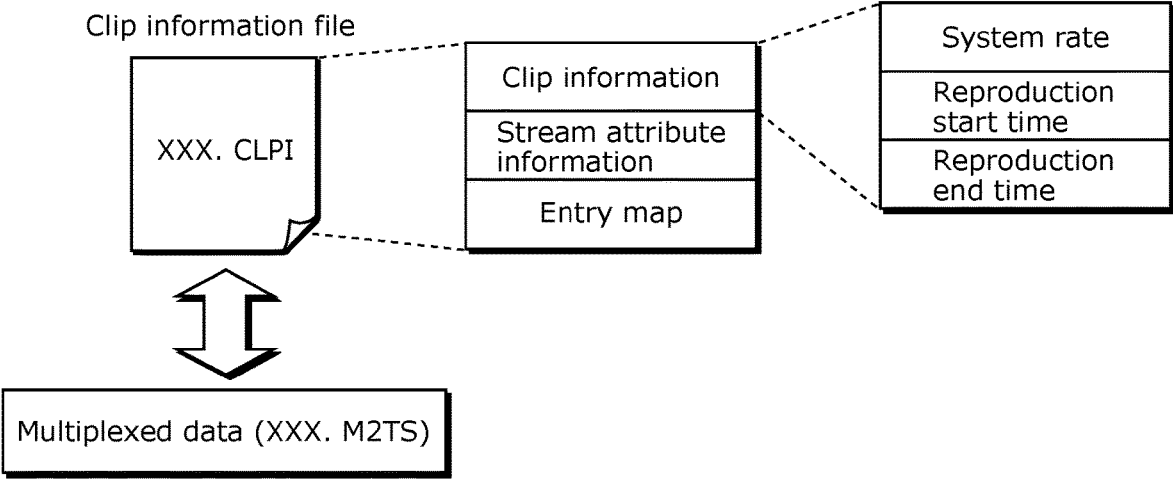 Clip information file
XXX. CLPI
Clip information
Stream attribute
information
Entry map
System rate
Reproduction
start time
Reproduction
end time
Multiplexed data (XXX. M2TS)